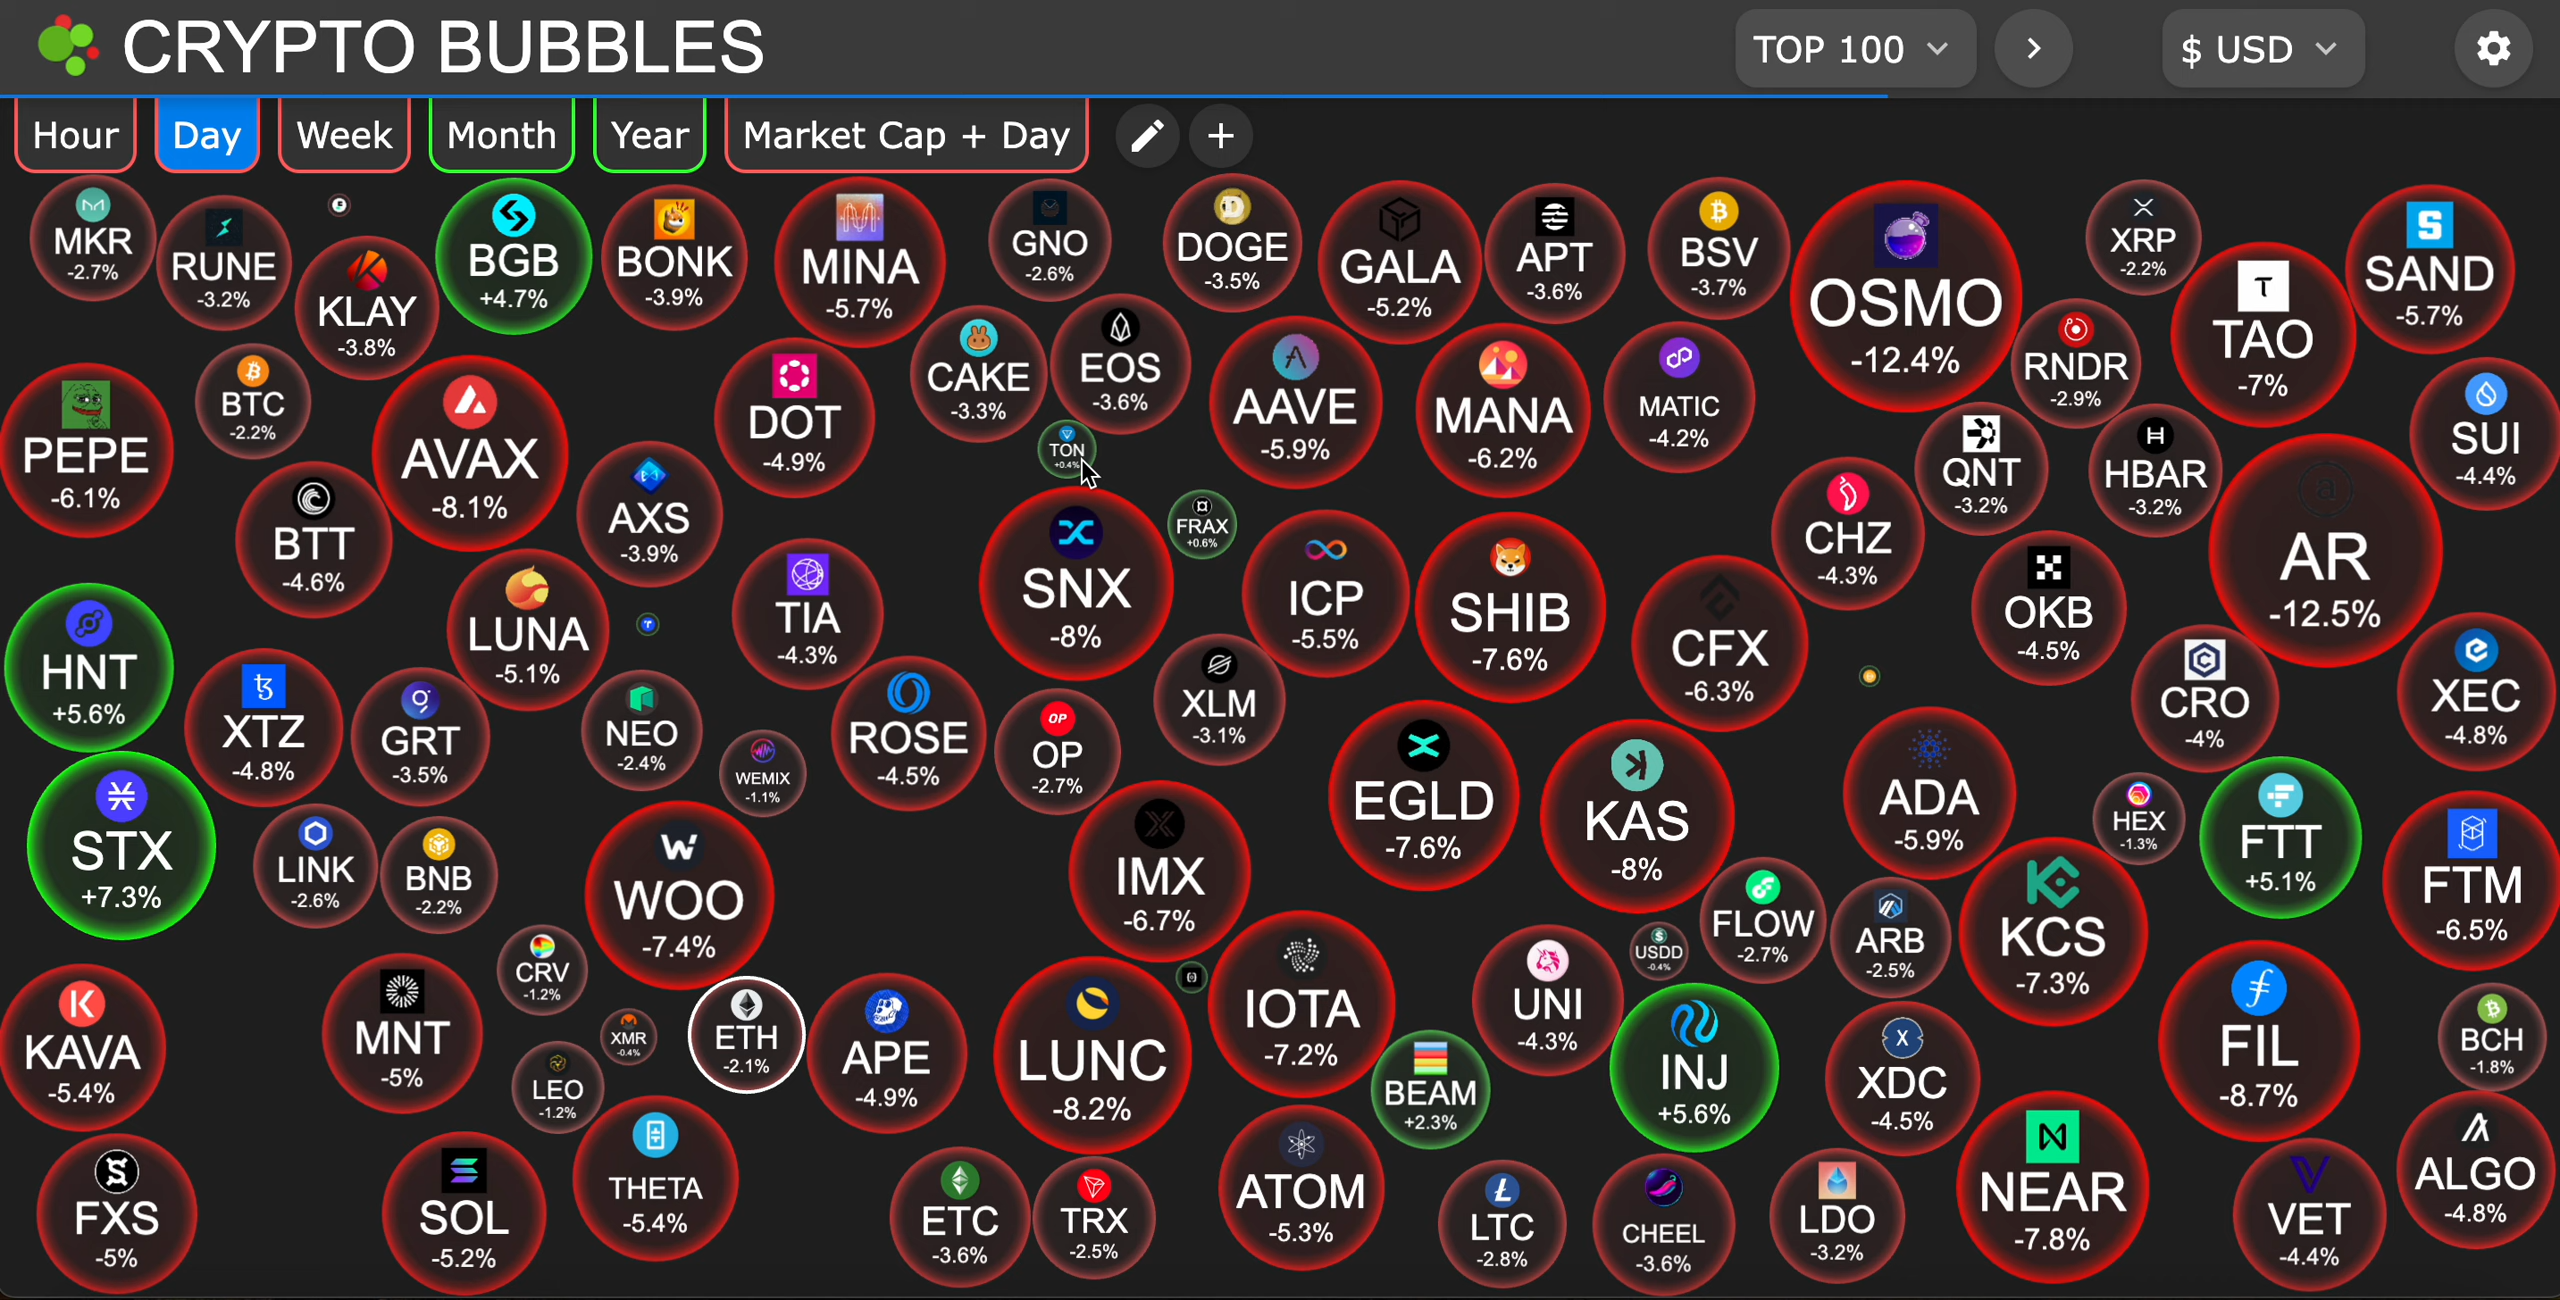 CRYPTO BUBBLES
TOP 100
$ USD
Hour
Day
Week
Month
Year
Market Cap + Day
MKR
-2.7%
RUNE
-3.2%
KLAY
-3.8%
BGB
+4.7%
BONK
-3.9%
MINA
-5.7%
GNO
-2.6%
DOGE
-3.5%
GALA
-5.2%
APT
-3.6%
BSV
-3.7%
OSMO
-12.4%
XRP
-2.2%
TAO
-7%
SAND
-5.7%
PEPE
-6.1%
BTC
-2.2%
AVAX
-8.1%
DOT
-4.9%
CAKE
-3.3%
EOS
-3.6%
AAVE
-5.9%
MANA
-6.2%
MATIC
-4.2%
RNDR
-2.9%
SUI
-4.4%
BTT
-4.6%
AXS
-3.9%
TON
+0.4%
QNT
-3.2%
HBAR
-3.2%
SNX
-8%
FRAX
+0.6%
ICP
-5.5%
SHIB
-7.6%
CHZ
-4.3%
AR
-12.5%
HNT
+5.6%
LUNA
-5.1%
TIA
-4.3%
CFX
-6.3%
OKB
-4.5%
XTZ
-4.8%
GRT
-3.5%
NEO
-2.4%
ROSE
-4.5%
OP
OP
-2.7%
XLM
-3.1%
CRO
-4%
XEC
-4.8%
STX
+7.3%
WEMIX
-1.1%
EGLD
-7.6%
KAS
-8%
ADA
-5.9%
HEX
-1.3%
FTT
+5.1%
FTM
-6.5%
LINK
-2.6%
BNB
-2.2%
WOO
-7.4%
IMX
-6.7%
FLOW
-2.7%
ARB
-2.5%
KCS
-7.3%
CRV
-1.2%
USDD
-0.4%
KAVA
-5.4%
MNT
-5%
XMR
-0.4%
ETH
-2.1%
APE
-4.9%
LUNC
-8.2%
IOTA
-7.2%
UNI
-4.3%
INJ
+5.6%
XDC
-4.5%
FIL
-8.7%
BCH
-1.8%
LEO
-1.2%
BEAM
+2.3%
FXS
-5%
SOL
-5.2%
THETA
-5.4%
ETC
-3.6%
TRX
-2.5%
ATOM
-5.3%
LTC
-2.8%
CHEEL
-3.6%
LDO
-3.2%
NEAR
-7.8%
VET
-4.4%
ALGO
-4.8%